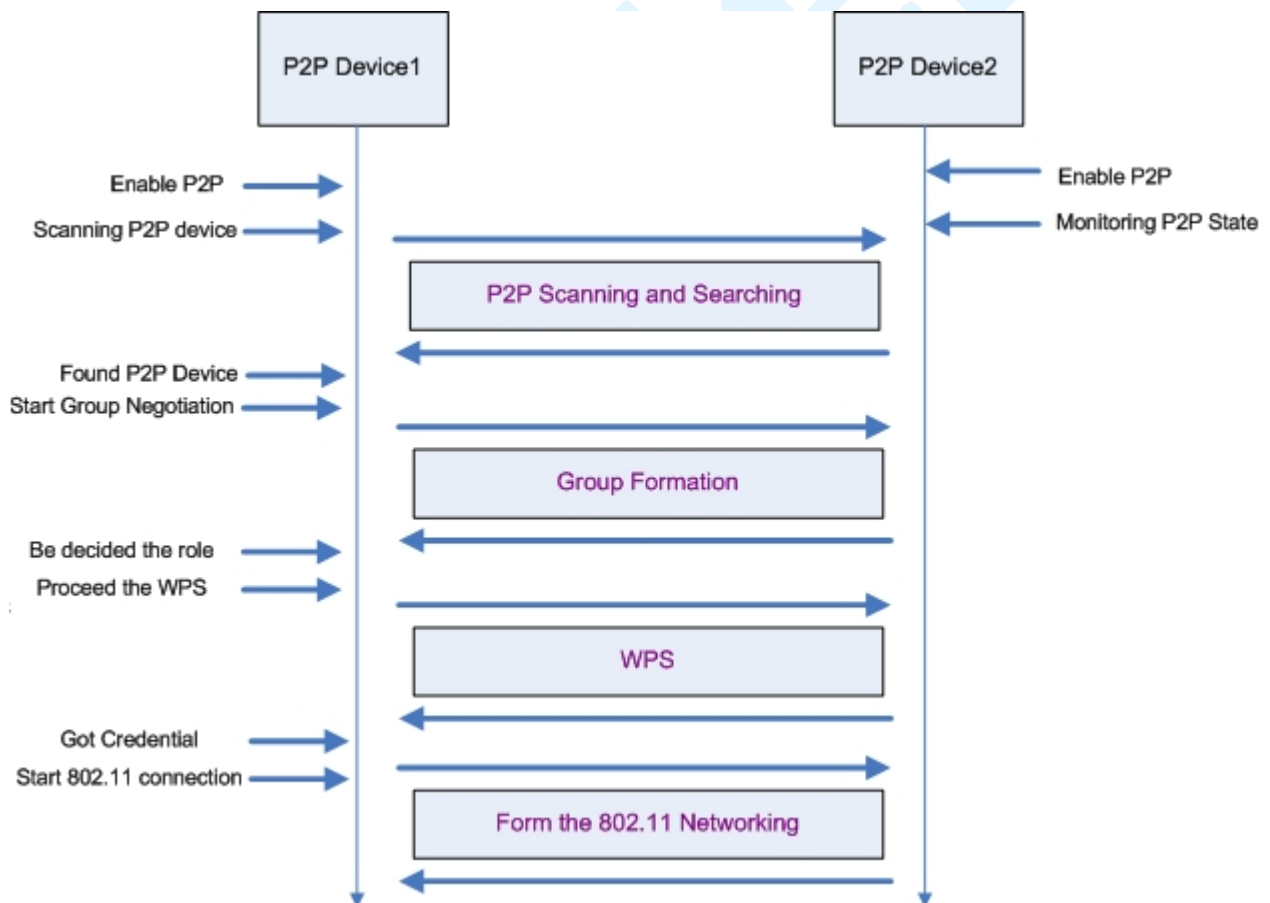 P2P Device1
P2P Device2
Enable P2P
Enable P2P
Scanning P2P device
Monitoring P2P State
P2P Scanning and Searching
Found P2P Device
Start Group Negotiation
Group Formation
Be decided the role
Proceed the WPS
WPS
Got Credential
Start 802.11 connection
Form the 802.11 Networking